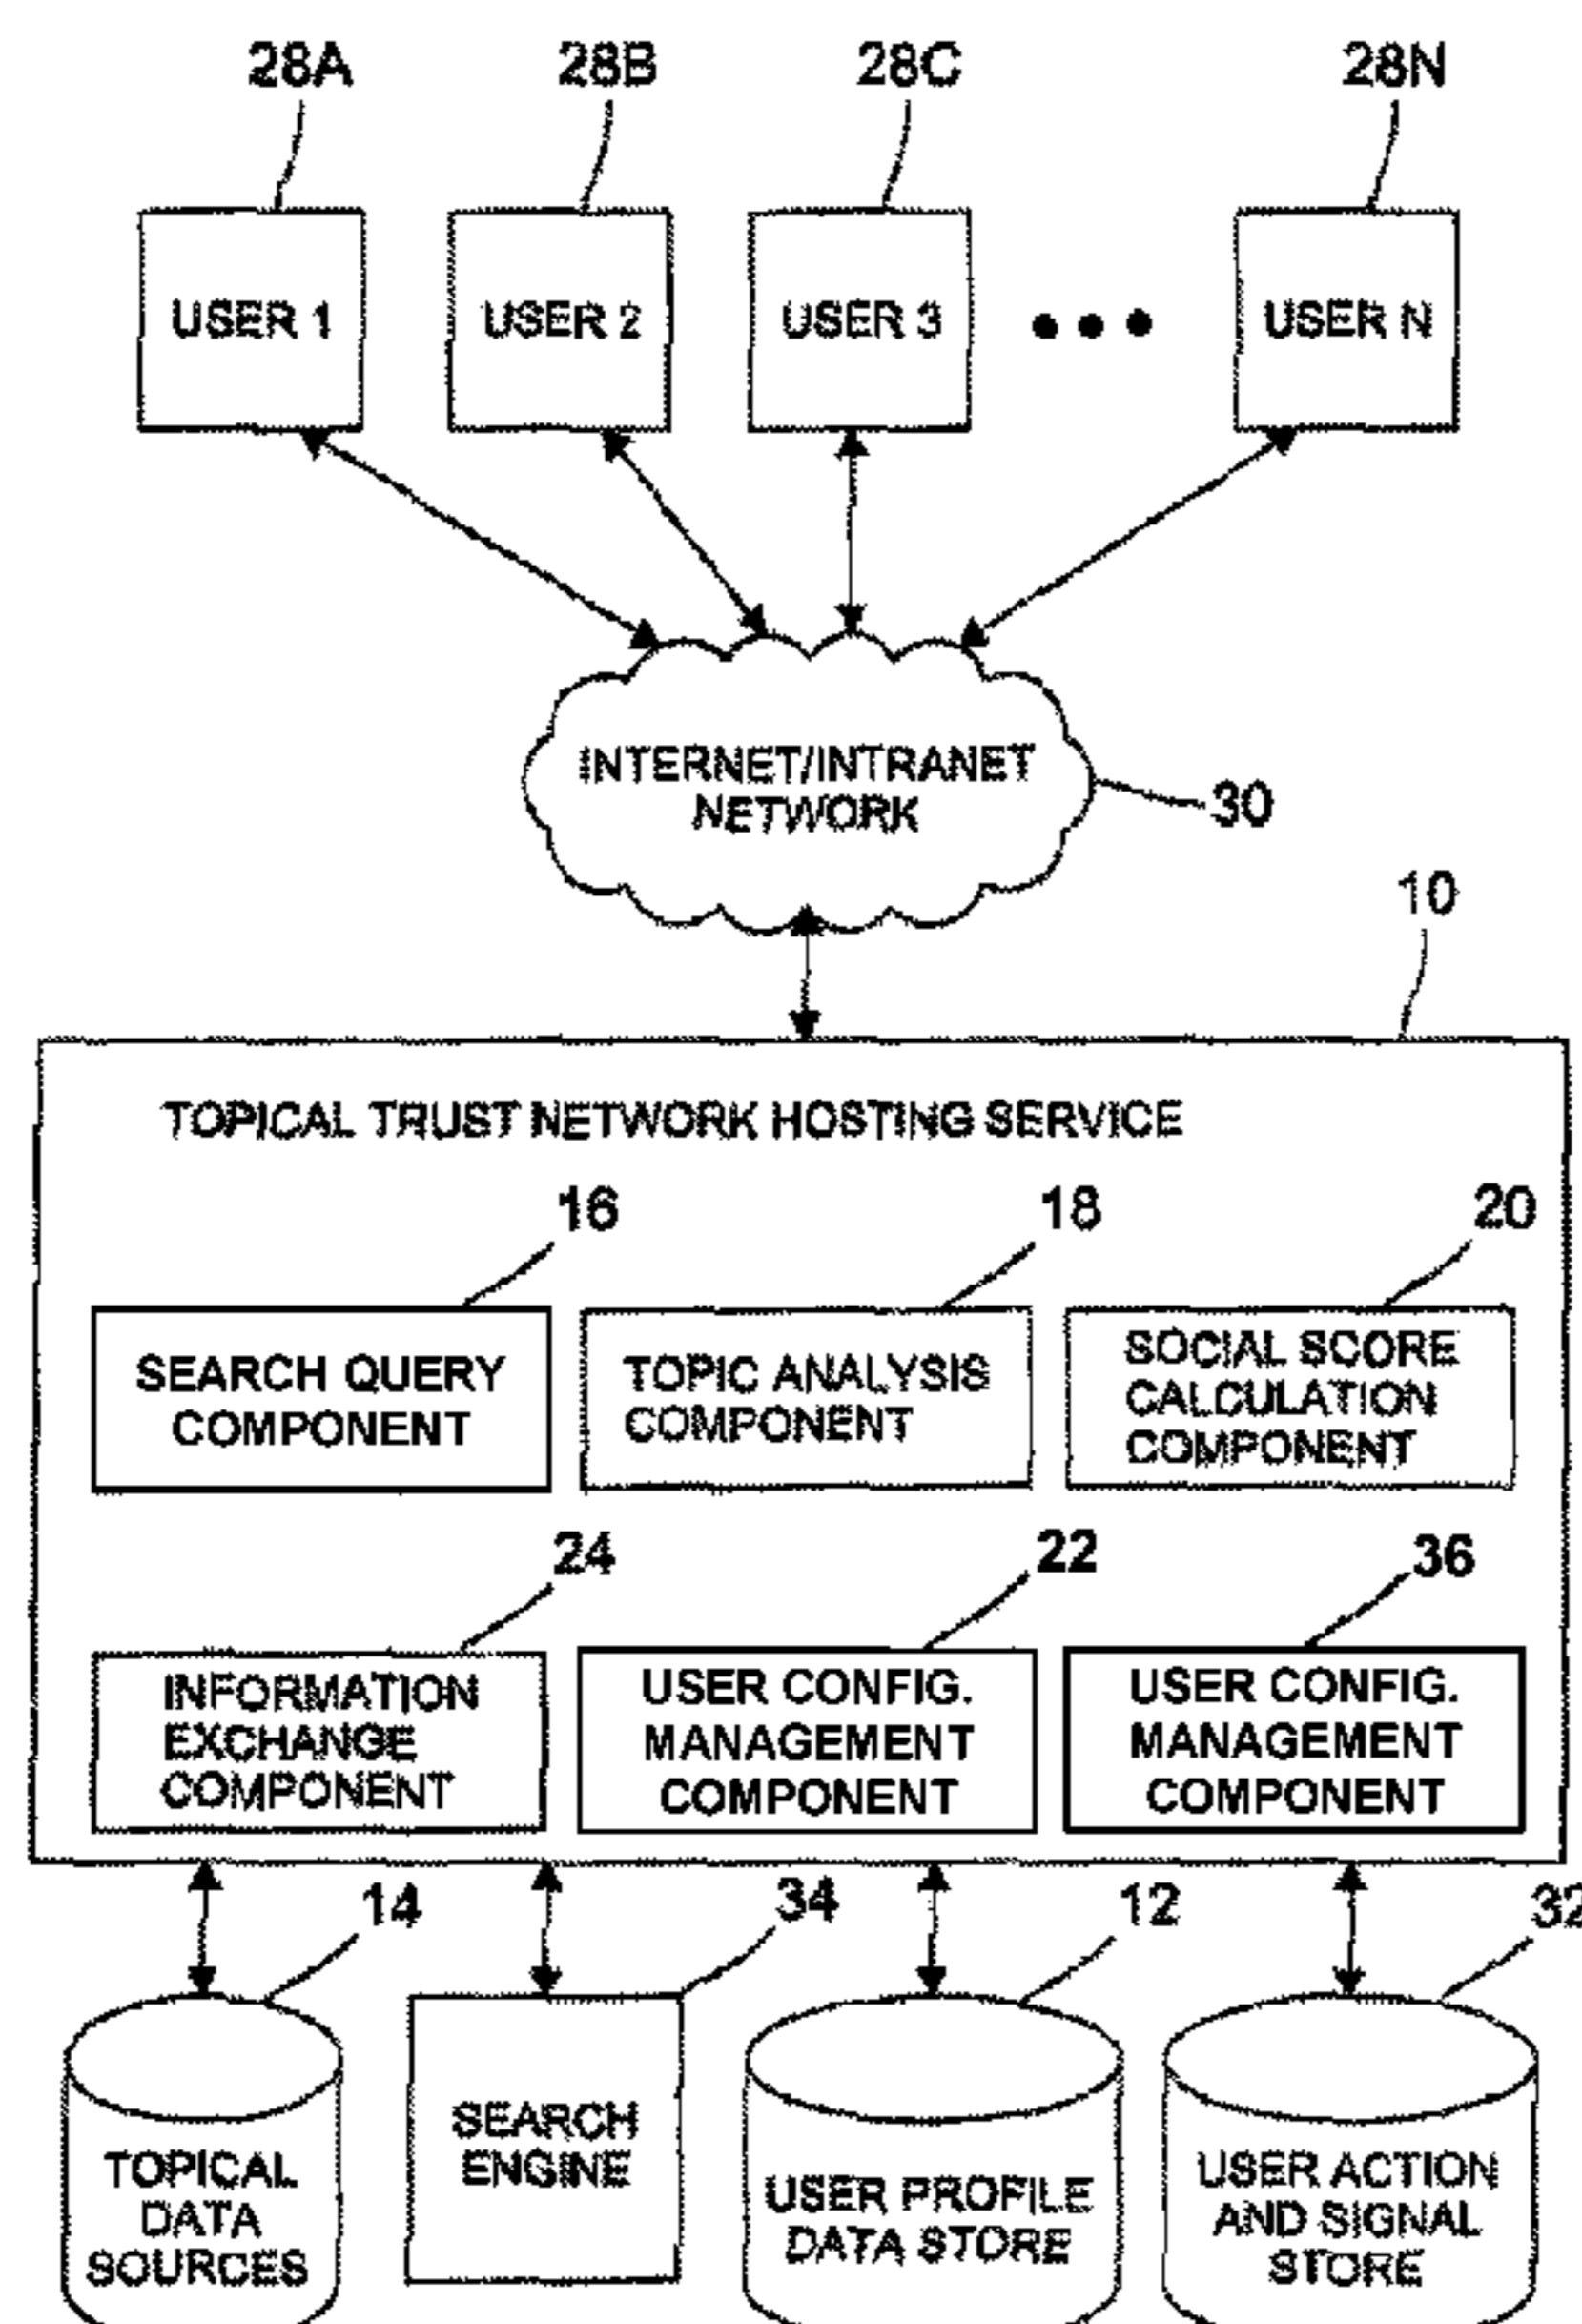 28A 28B 28C 28N
USER 1 USER 2 USER 3 ••• USER N
INTERNET/INTRANET
NETWORK
30
10
TOPICAL TRUST NETWORK HOSTING SERVICE
16 18 20
SEARCH QUERY
COMPONENT
TOPIC ANALYSIS
COMPONENT
SOCIAL SCORE
CALCULATION
COMPONENT
24 22 36
INFORMATION
EXCHANGE
COMPONENT
USER CONFIG.
MANAGEMENT
COMPONENT
USER CONFIG.
MANAGEMENT
COMPONENT
14 34 12 32
TOPICAL
DATA
SOURCES
SEARCH
ENGINE
USER PROFILE
DATA STORE
USER ACTION
AND SIGNAL
STORE